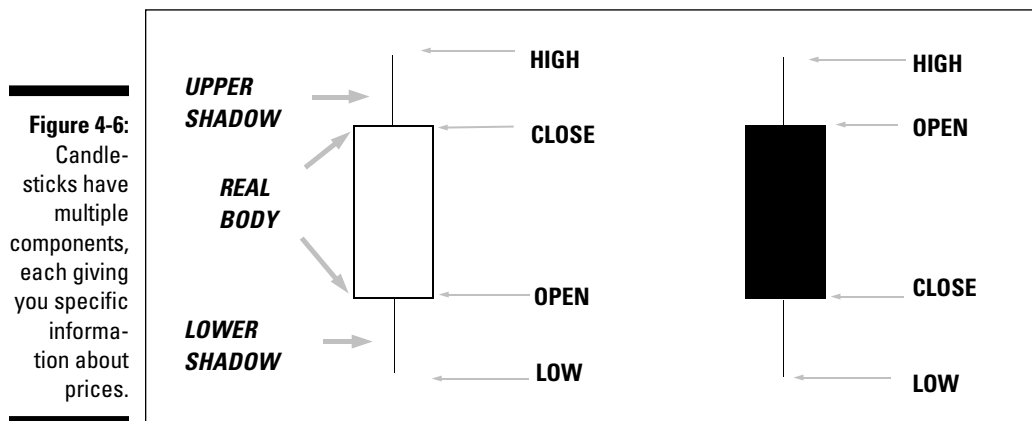 Figure 4-6:
Candle-
sticks have
multiple
components,
each giving
you specific
informa-
tion about
prices.
UPPER
SHADOW
REAL
BODY
LOWER
SHADOW
HIGH
CLOSE
OPEN
LOW
HIGH
OPEN
CLOSE
LOW